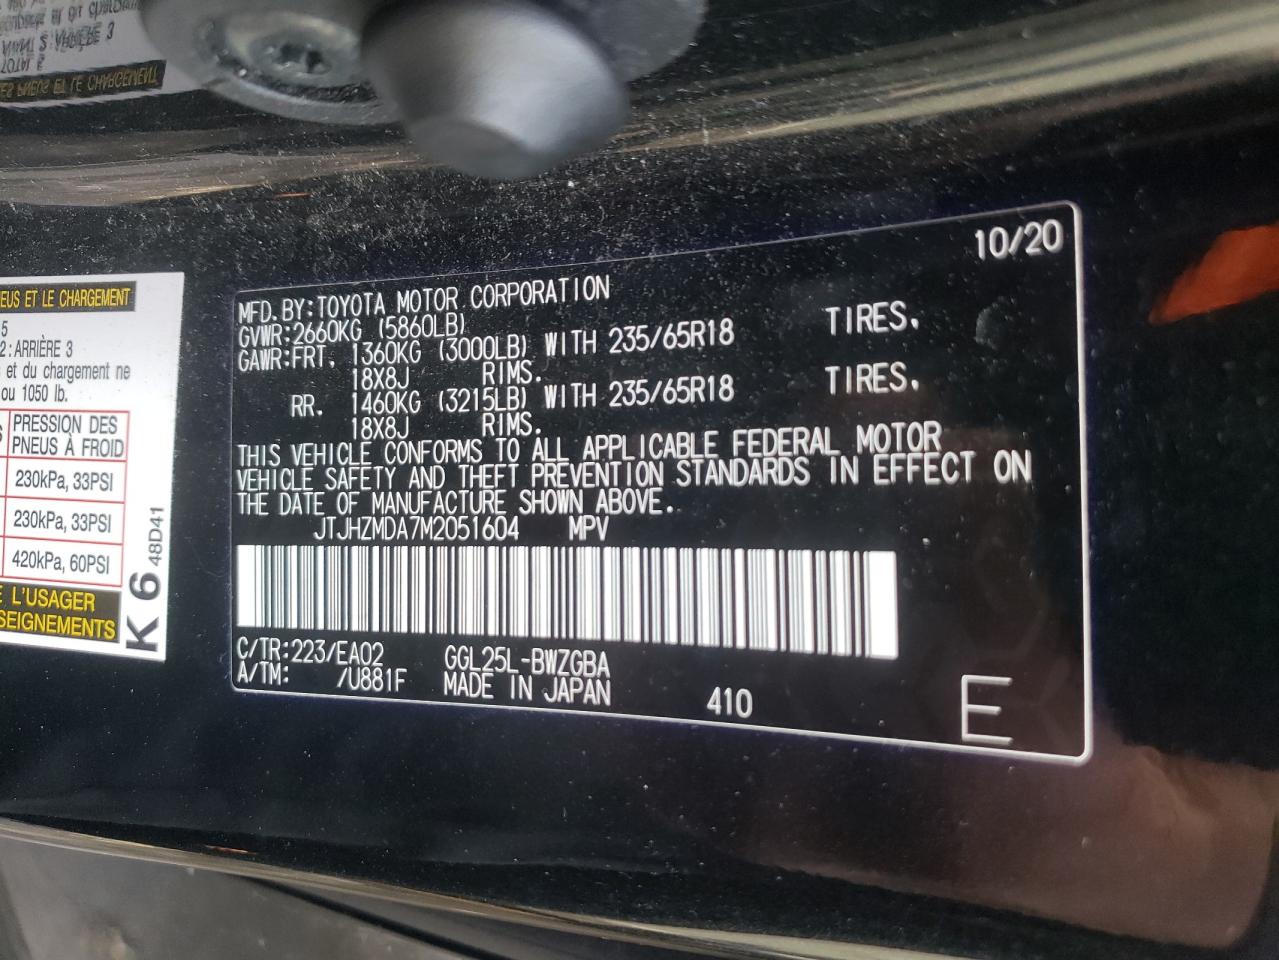 10/20
MFD.BY:TOYOTA MOTOR CORPORATION
GVWR:2660KG (5860LB)
GAWR:FRT. 1360KG (3000LB) WITH 235/65R18 TIRES.
18X8J RIMS.
RR. 1460KG (3215LB) WITH 235/65R18 TIRES.
18X8J RIMS.
THIS VEHICLE CONFORMS TO ALL APPLICABLE FEDERAL MOTOR
VEHICLE SAFETY AND THEFT PREVENTION STANDARDS IN EFFECT ON
THE DATE OF MANUFACTURE SHOWN ABOVE.
JTJHZMDA7M2051604 MPV
C/TR:223/EA02 GGL25L-BWZGBA
A/TM: /U881F MADE IN JAPAN 410
E
ET LE CHARGEMENT
5
2:ARRIÈRE 3
et du chargement ne
ou 1050 lb.
PRESSION DES
PNEUS À FROID
230kPa, 33PSI
230kPa, 33PSI
420kPa, 60PSI
L'USAGER
K 6 48D41